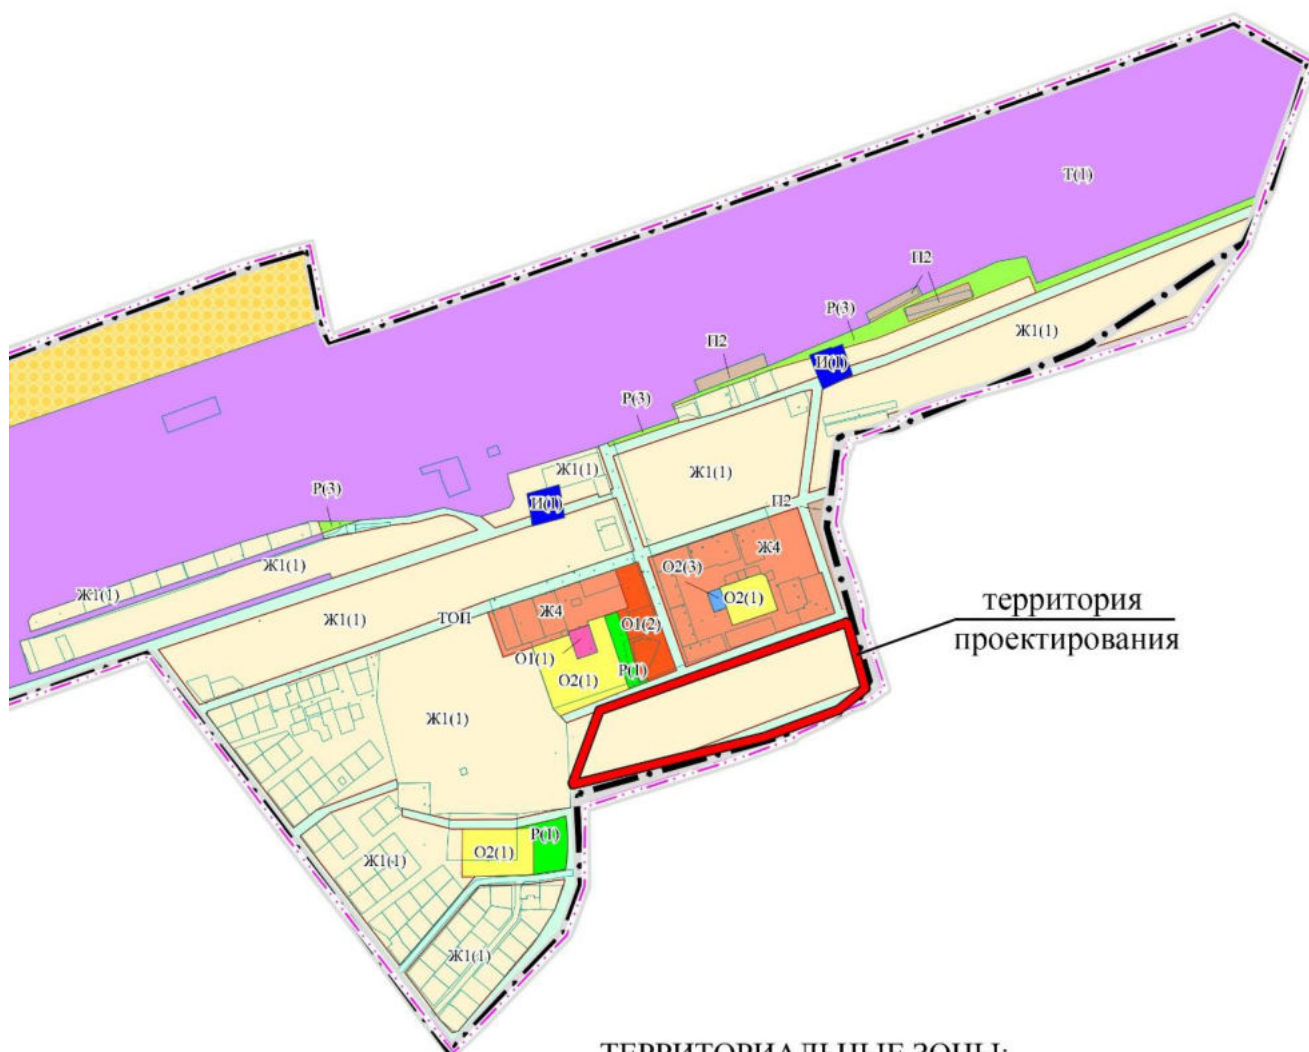 Т(1)
П2
Р(3)
Ж1(1)
П2
И(1)
Р(3)
Ж1(1)
Ж1(1)
Р(3)
И(1)
П2
Ж1(1)
Ж4
О2(3)
Ж1(1)
О2(1)
территория
проектирования
Ж4
Ж1(1)
ТОП
О1(2)
О1(1)
Р(1)
О2(1)
Ж1(1)
Р(1)
О2(1)
Ж1(1)
Ж1(1)
ТЕРРИТОРИАЛЬНЫЕ ЗОНЫ: